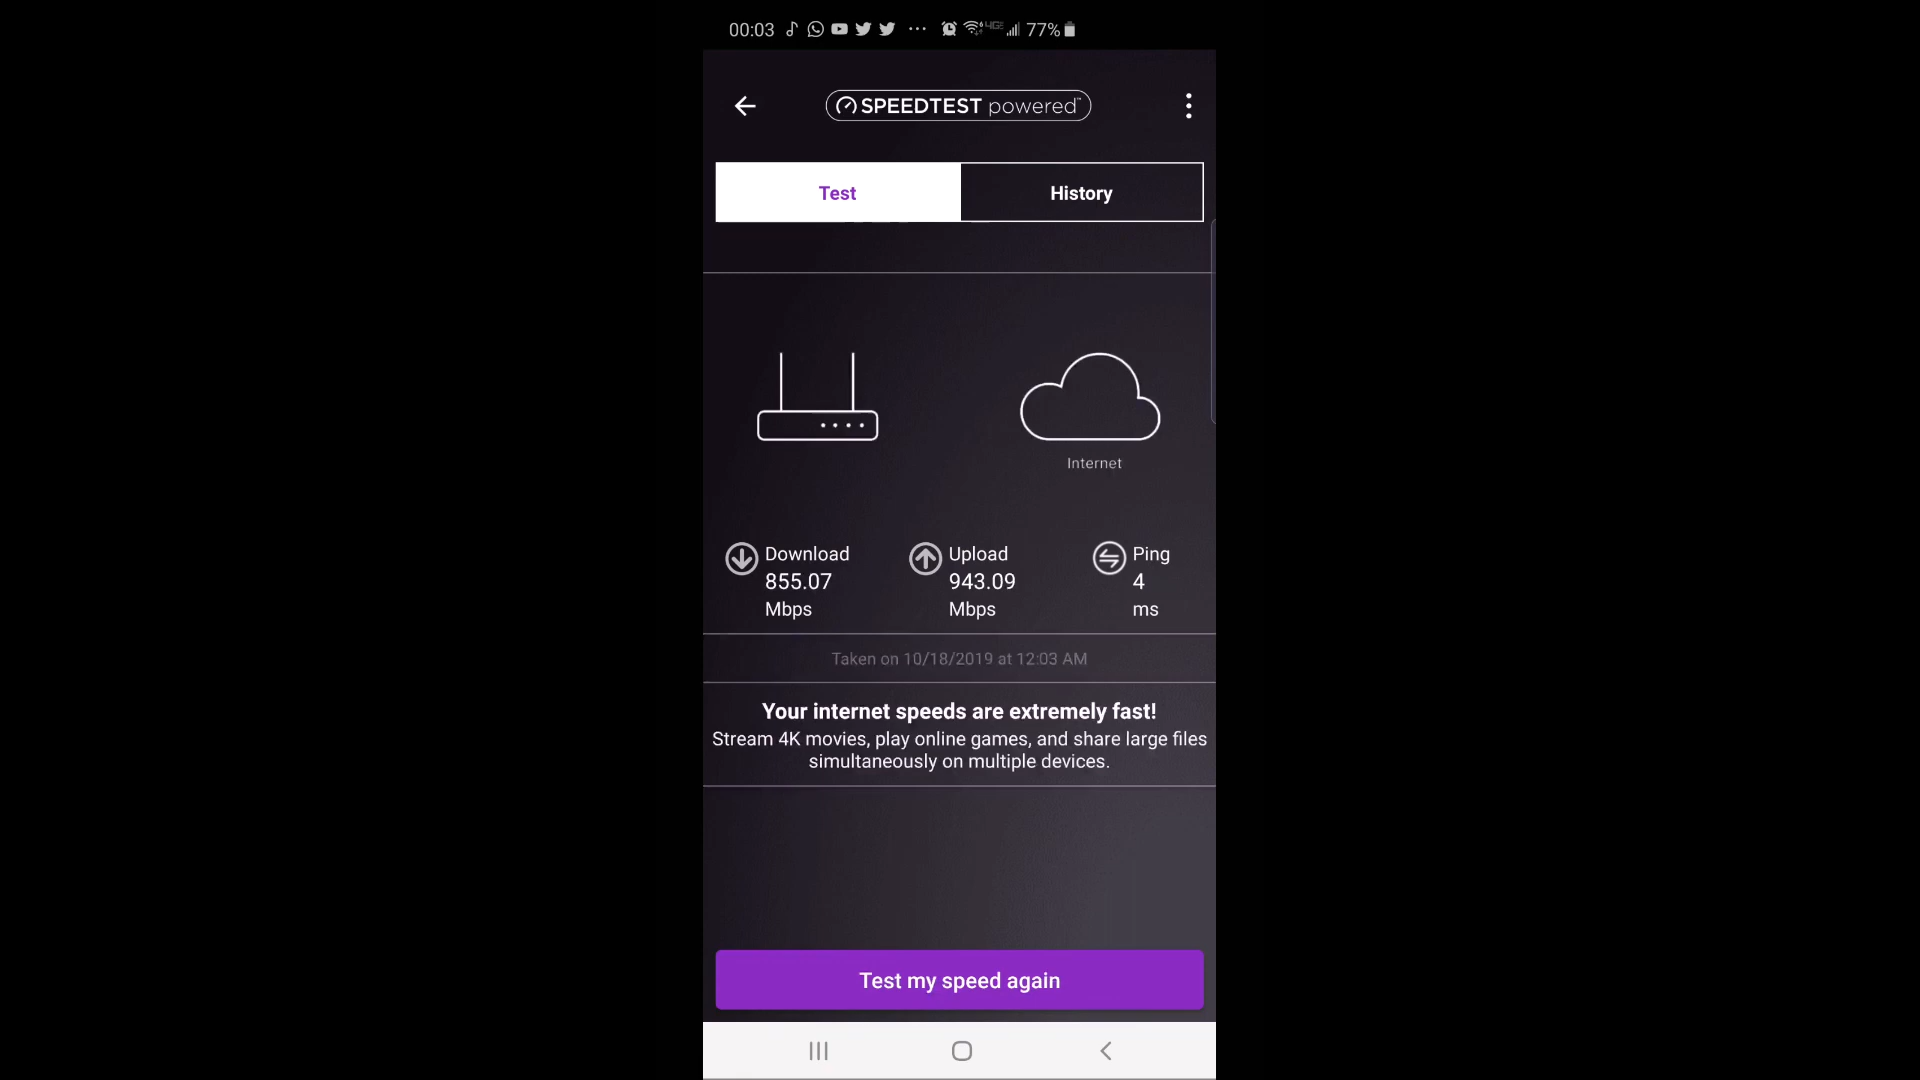 00:03 77%
SPEEDTEST powered™
Test
History
Internet
Download
855.07
Mbps
Upload
943.09
Mbps
Ping
4
ms
Taken on 10/18/2019 at 12:03 AM
Your internet speeds are extremely fast!
Stream 4K movies, play online games, and share large files
simultaneously on multiple devices.
Test my speed again